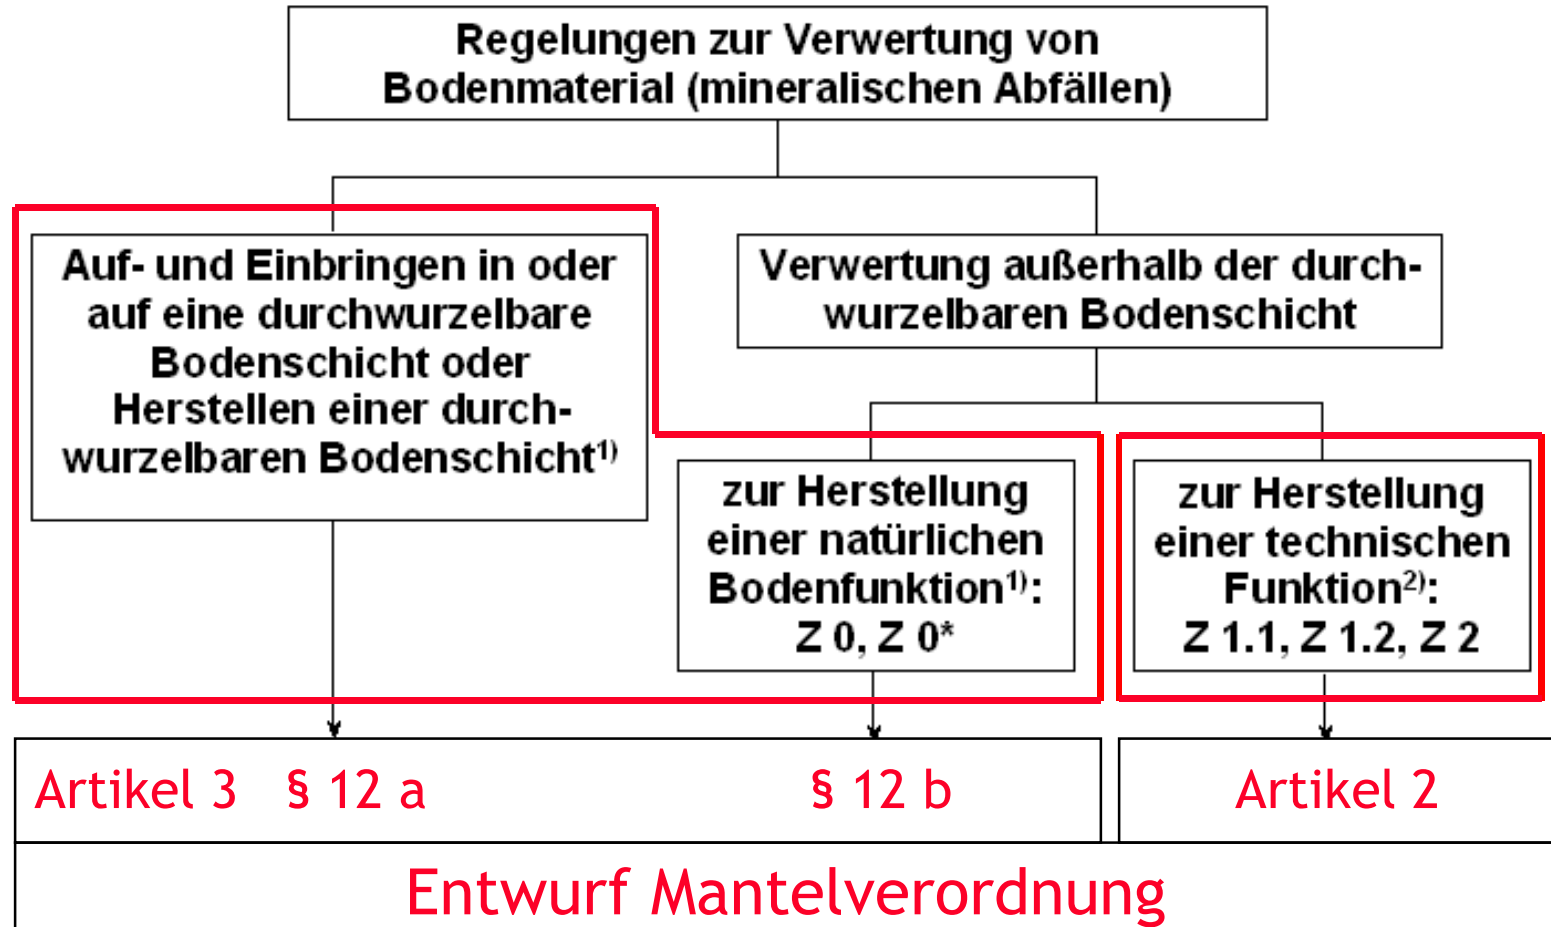 Regelungen zur Verwertung von
Bodenmaterial (mineralischen Abfällen)
Auf- und Einbringen in oder
auf eine durchwurzelbare
Bodenschicht oder
Herstellen einer durch-
wurzelbaren Bodenschicht¹⁾
Verwertung außerhalb der durch-
wurzelbaren Bodenschicht
zur Herstellung
einer natürlichen
Bodenfunktion¹⁾:
Z 0, Z 0*
zur Herstellung
einer technischen
Funktion²⁾:
Z 1.1, Z 1.2, Z 2
Artikel 3 § 12 a
§ 12 b
Artikel 2
Entwurf Mantelverordnung